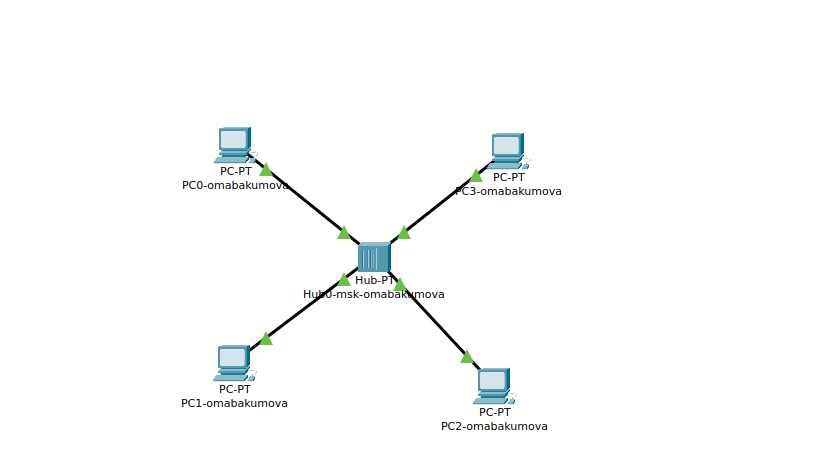 PC-PT
PC0-omabakumova
PC-PT
PC3-omabakumova
Hub-PT
Hub0-msk-omabakumova
PC-PT
PC1-omabakumova
PC-PT
PC2-omabakumova